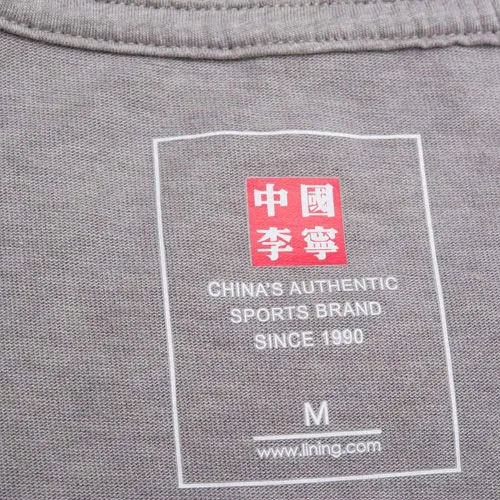 中國
李寧
CHINA'S AUTHENTIC
SPORTS BRAND
SINCE 1990
M
www.lining.com